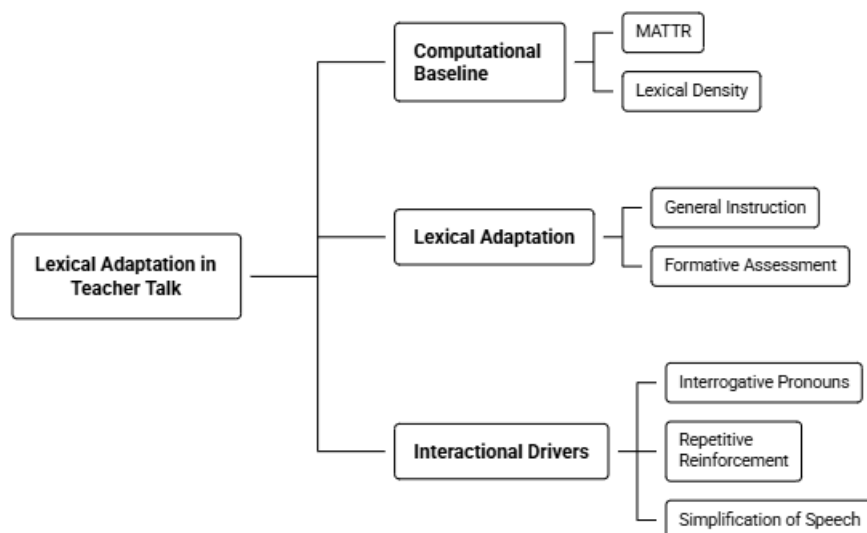 MATTR
Computational
Baseline
Lexical Density
General Instruction
Lexical Adaptation
Formative Assessment
Lexical Adaptation in
Teacher Talk
Interrogative Pronouns
Interactional Drivers
Repetitive
Reinforcement
Simplification of Speech